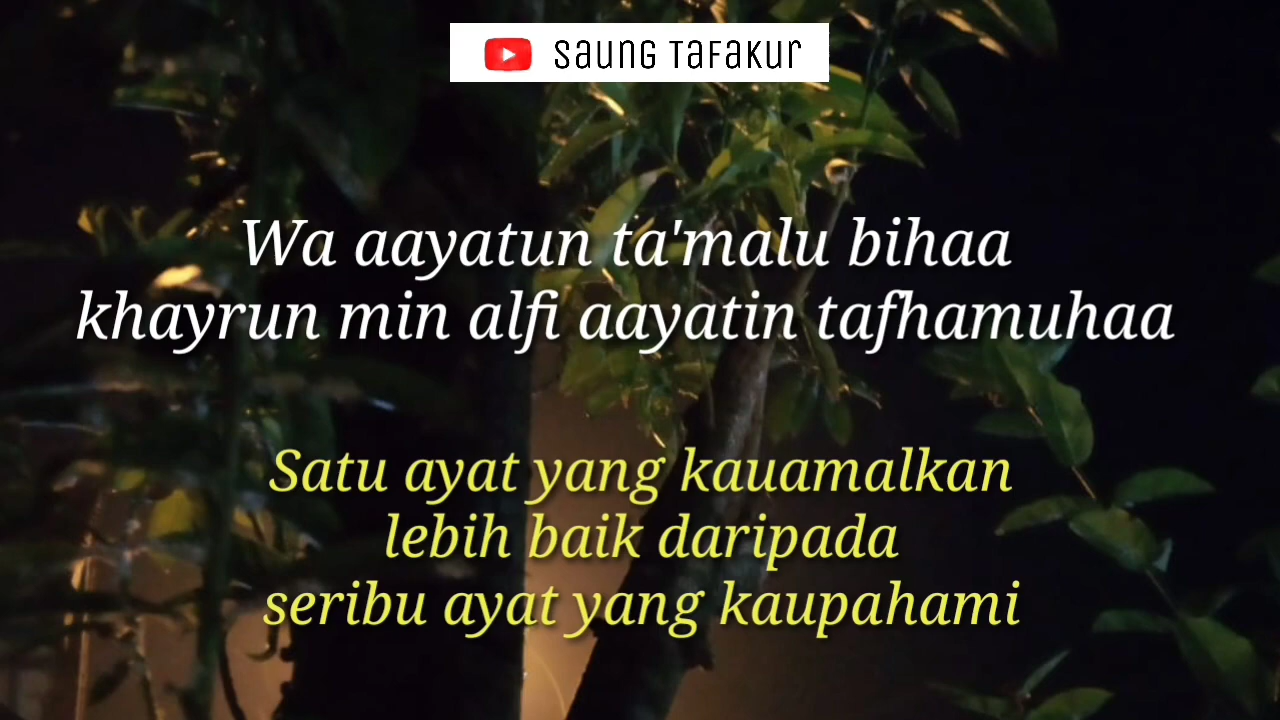 Saung Tafakur
Wa aayatun ta'malu bihaa
khayrun min alfi aayatin tafhamuhaa
Satu ayat yang kauamalkan
lebih baik daripada
seribu ayat yang kaupahami